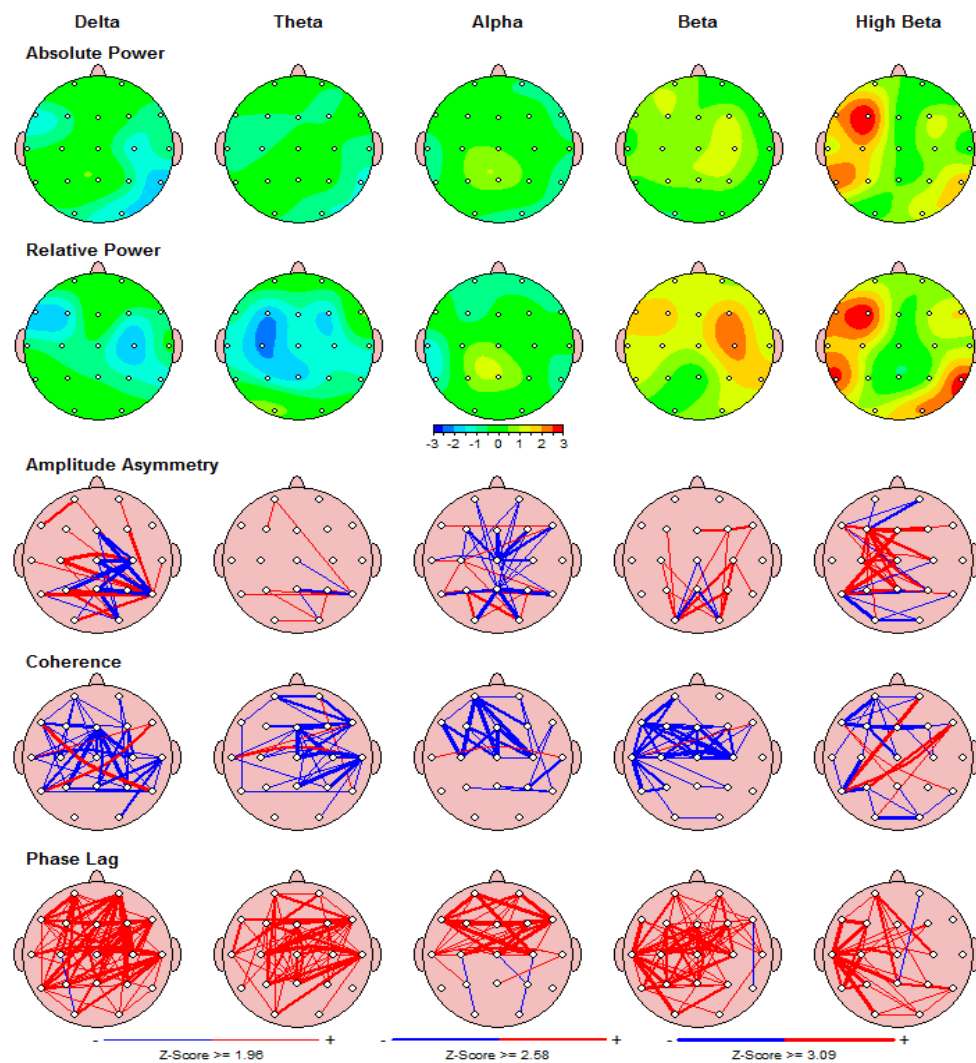 Delta Theta Alpha Beta High Beta
Absolute Power
Relative Power
-3 -2 -1 0 1 2 3
Amplitude Asymmetry
Coherence
Phase Lag
- + - + - +
Z-Score >= 1.96 Z-Score >= 2.58 Z-Score >= 3.09